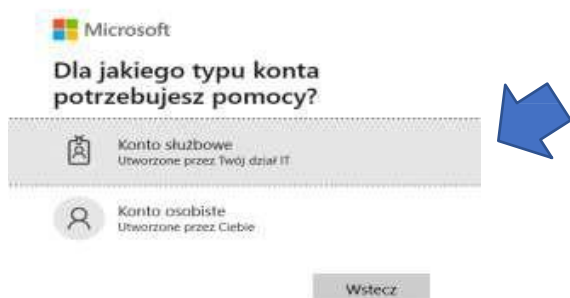 Microsoft
Dla jakiego typu konta
potrzebujesz pomocy?
Konto służbowe
Utworzone przez Twój dział IT
Konto osobiste
Utworzone przez Ciebie
Wstecz